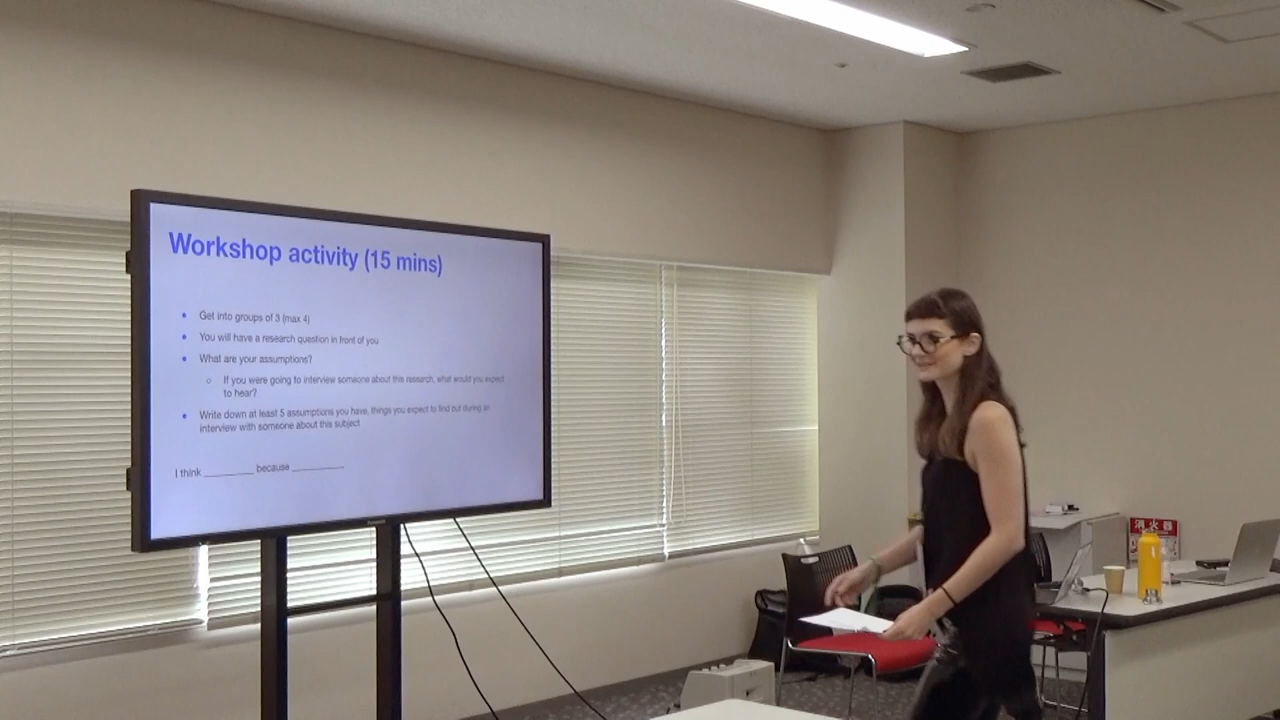 Workshop activity (15 mins)
Get into groups of 3 (max 4)
You will have a research question in front of you
What are your assumptions?
If you were going to interview someone about this research, what would you expect
to hear?
Write down at least 5 assumptions you have, things you expect to find out during an
interview with someone about this subject
I think _________ because _________
消火器